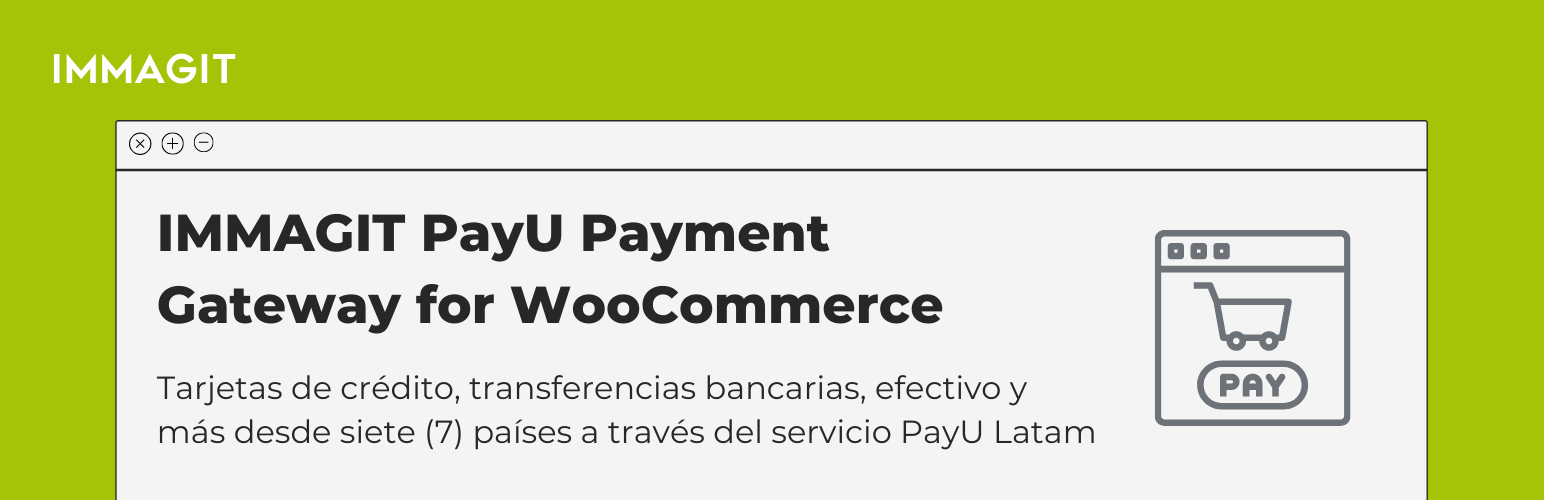 IMMAGIT
IMMAGIT PayU Payment
Gateway for WooCommerce
Tarjetas de crédito, transferencias bancarias, efectivo y
más desde siete (7) países a través del servicio PayU Latam
PAY